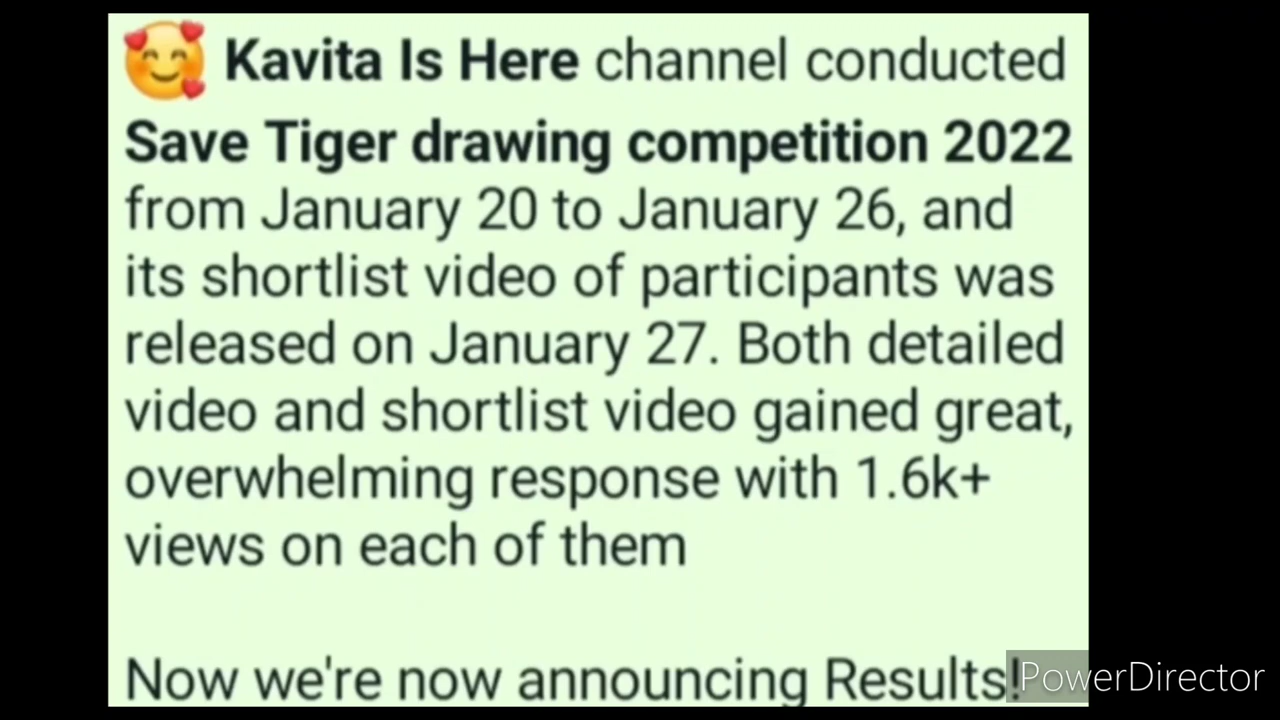 🥰 Kavita Is Here channel conducted
Save Tiger drawing competition 2022
from January 20 to January 26, and
its shortlist video of participants was
released on January 27. Both detailed
video and shortlist video gained great,
overwhelming response with 1.6k+
views on each of them
Now we're now announcing Results!
PowerDirector